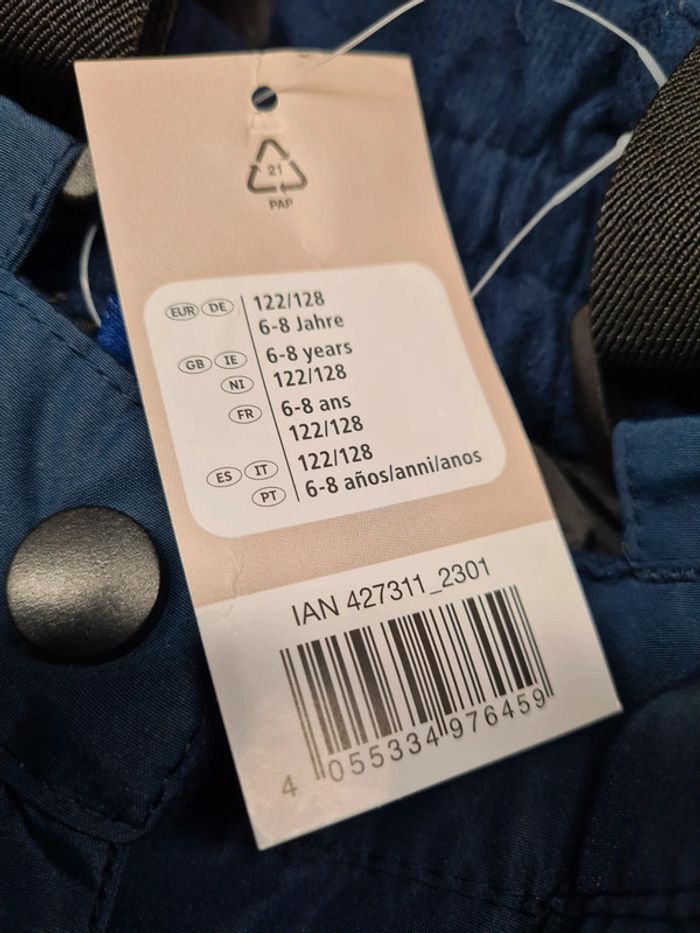 21
PAP
EUR DE 122/128
6-8 Jahre
GB IE 6-8 years
NI 122/128
FR 6-8 ans
122/128
ES IT 122/128
PT 6-8 años/anni/anos
IAN 427311_2301
4 055334 976459